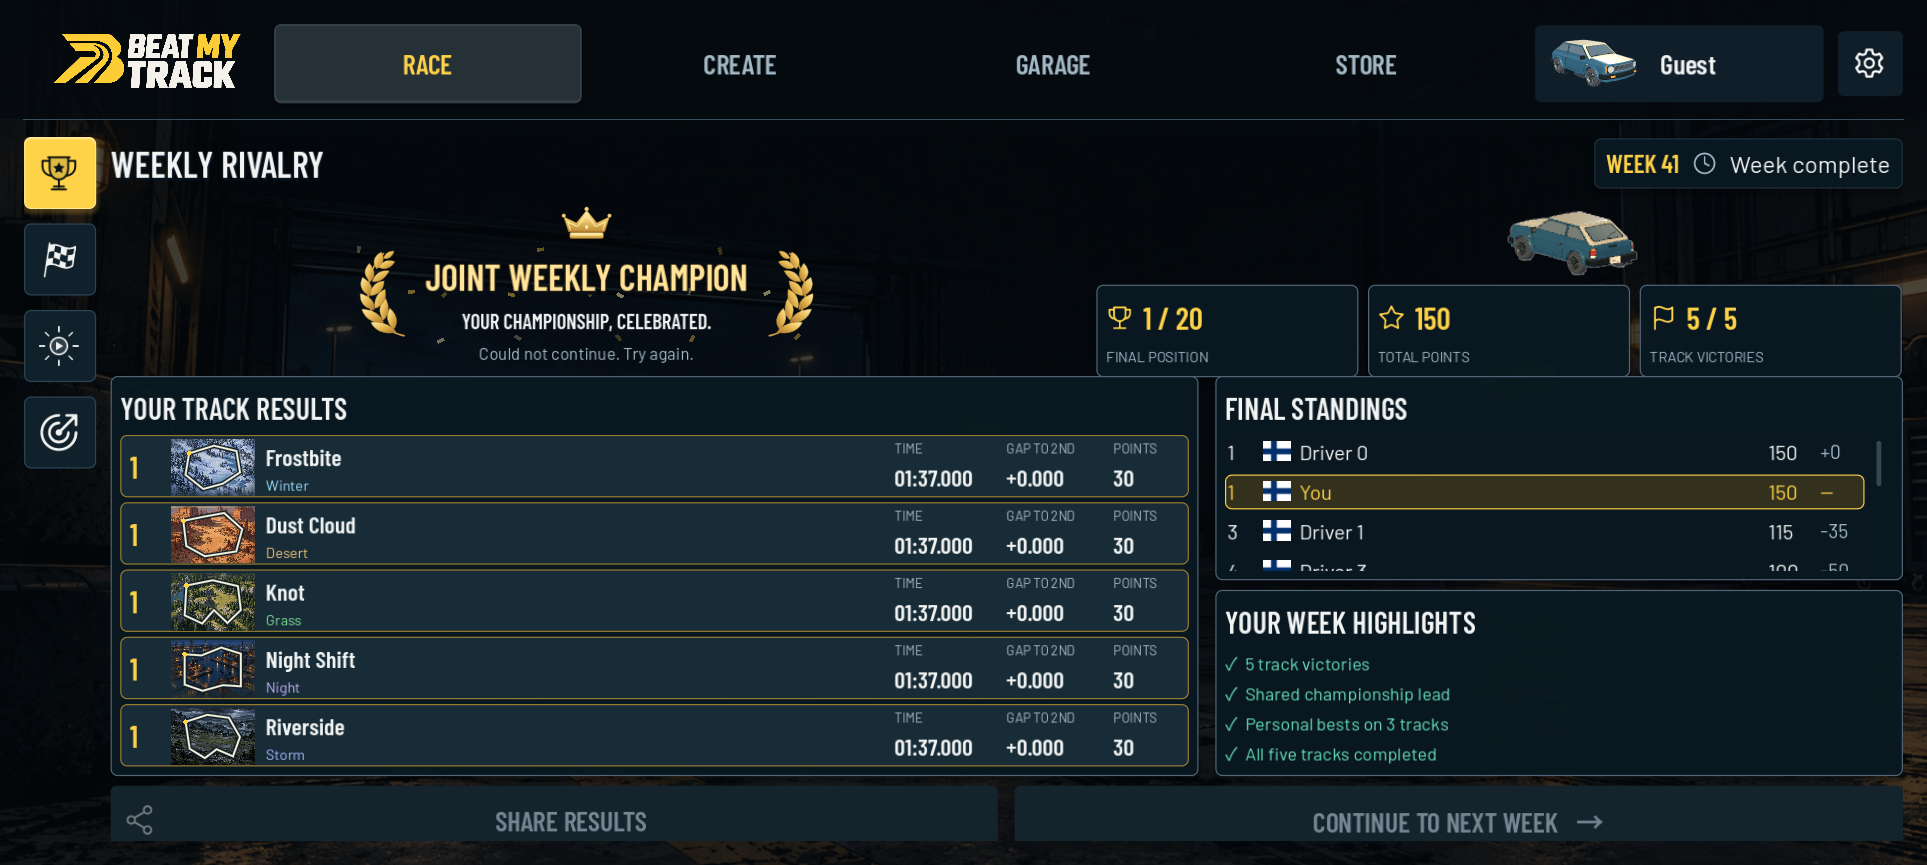 BEAT MY TRACK
RACE
CREATE
GARAGE
STORE
Guest
WEEKLY RIVALRY
WEEK 41 Week complete
JOINT WEEKLY CHAMPION
YOUR CHAMPIONSHIP, CELEBRATED.
Could not continue. Try again.
1 / 20
FINAL POSITION
150
TOTAL POINTS
5 / 5
TRACK VICTORIES
YOUR TRACK RESULTS
1 Frostbite
Winter
TIME GAP TO 2ND POINTS
01:37.000 +0.000 30
1 Dust Cloud
Desert
TIME GAP TO 2ND POINTS
01:37.000 +0.000 30
1 Knot
Grass
TIME GAP TO 2ND POINTS
01:37.000 +0.000 30
1 Night Shift
Night
TIME GAP TO 2ND POINTS
01:37.000 +0.000 30
1 Riverside
Storm
TIME GAP TO 2ND POINTS
01:37.000 +0.000 30
FINAL STANDINGS
1 Driver 0 150 +0
1 You 150 –
3 Driver 1 115 -35
Driver
YOUR WEEK HIGHLIGHTS
✓ 5 track victories
✓ Shared championship lead
✓ Personal bests on 3 tracks
✓ All five tracks completed
SHARE RESULTS
CONTINUE TO NEXT WEEK →